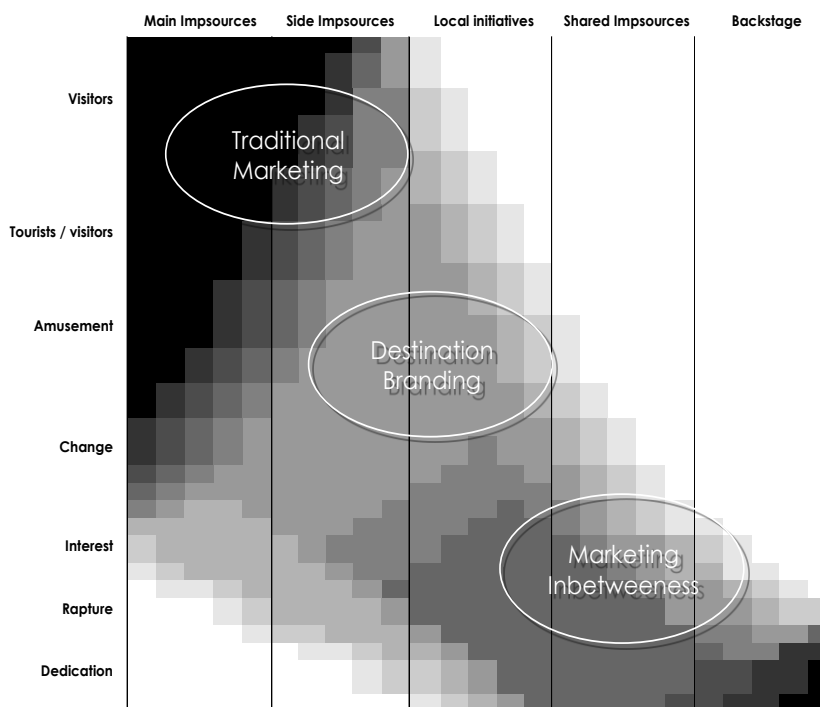 Main Impsources Side Impsources Local initiatives Shared Impsources Backstage
Visitors
Traditional
Marketing
Tourists / visitors
Amusement
Destination
Branding
Change
Interest
Marketing
Inbetweeness
Rapture
Dedication